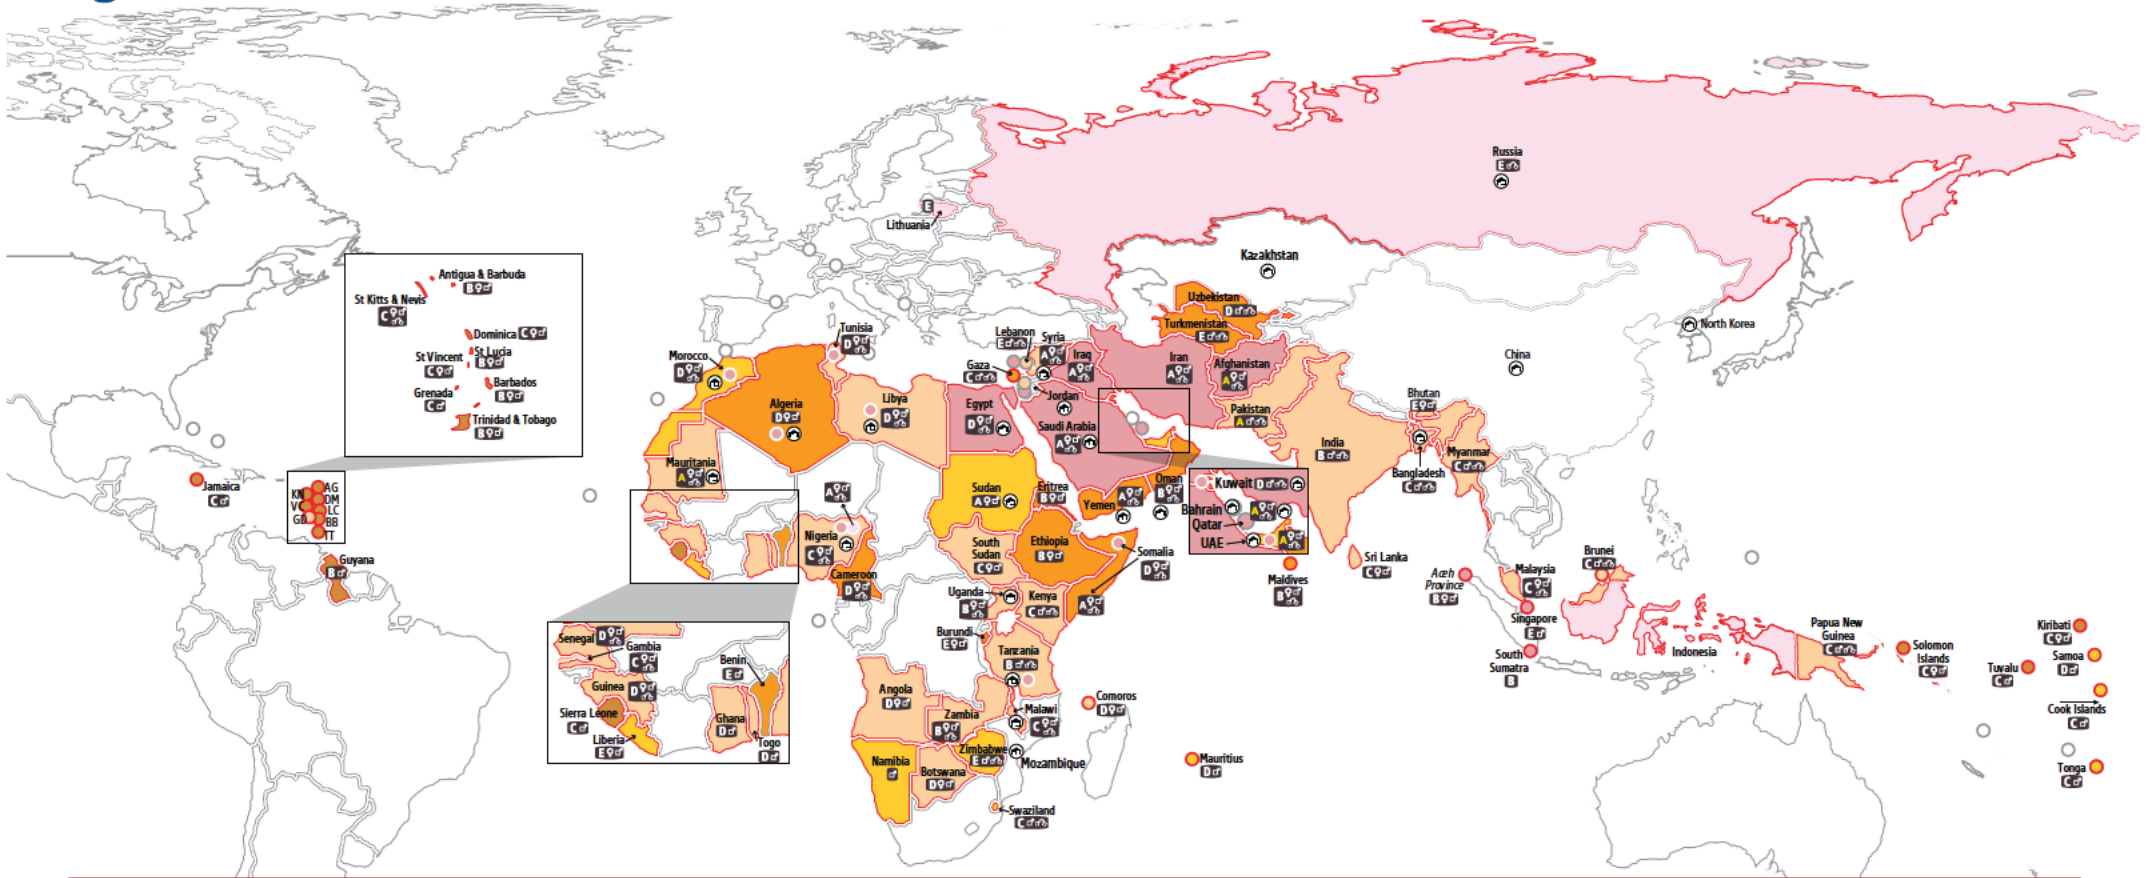 Russia
E
E
Lithuania
Kazakhstan
Antigua & Barbuda
B
St Kitts & Nevis
C
Dominica C
St Vincent
C
St Lucia
B
Grenada
C
Barbados
B
Trinidad & Tobago
B
Uzbekistan
D
Turkmenistan
E
North Korea
China
Tunisia
D
Lebanon
E
Syria
A
Morocco
D
Gaza
C
Iraq
A
Iran
A
Afghanistan
A
Algeria
D
Libya
D
Egypt
D
Jordan
Saudi Arabia
A
Pakistan
A
India
B
Bhutan
E
Bangladesh
C
Myanmar
C
Mauritania
A
Jamaica
C
KN
AG
DM
VC
LC
GD
BB
TT
Guyana
B
A
Nigeria
C
Cameroon
D
Sudan
A
Eritrea
B
Yemen
A
Oman
B
Kuwait D
Bahrain
A
Qatar
UAE
A
South
Sudan
C
Ethiopia
B
Somalia
D
A
Maldives
B
Sri Lanka
C
Aceh
Province
B
Malaysia
C
Brunei
C
Singapore
E
South
Sumatra
B
Indonesia
Papua New
Guinea
C
Solomon
Islands
C
Kiribati
C
Samoa
D
Tuvalu
C
Cook Islands
C
Tonga
C
Uganda
B
Kenya
C
Burundi
E
Tanzania
B
Senegal D
Gambia
C
Guinea D
Sierra Leone
C
Liberia
E
Benin
E
Ghana
D
Togo
D
Angola
D
Zambia
B
Malawi
C
Comoros
D
Zimbabwe
E
Mozambique
Namibia
Botswana
D
Swaziland
C
Mauritius
D